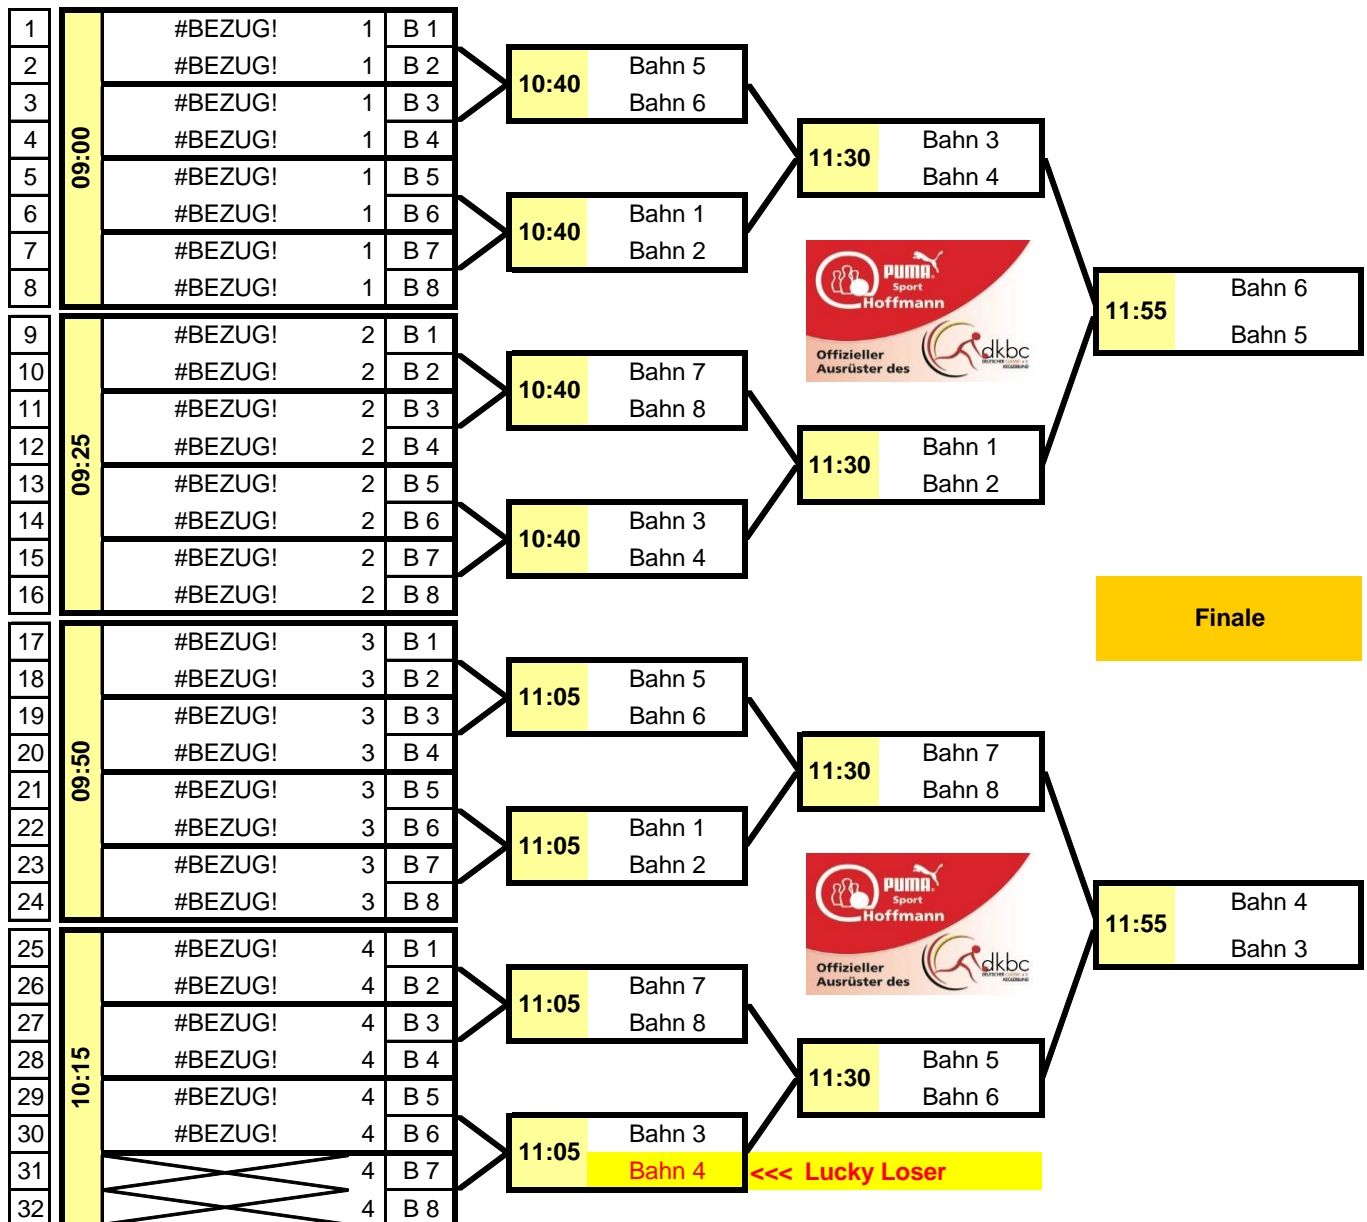 1 #BEZUG! 1 B 1
2 #BEZUG! 1 B 2
3 #BEZUG! 1 B 3
4 #BEZUG! 1 B 4
5 #BEZUG! 1 B 5
6 #BEZUG! 1 B 6
7 #BEZUG! 1 B 7
8 #BEZUG! 1 B 8
09:00
9 #BEZUG! 2 B 1
10 #BEZUG! 2 B 2
11 #BEZUG! 2 B 3
12 #BEZUG! 2 B 4
13 #BEZUG! 2 B 5
14 #BEZUG! 2 B 6
15 #BEZUG! 2 B 7
16 #BEZUG! 2 B 8
09:25
17 #BEZUG! 3 B 1
18 #BEZUG! 3 B 2
19 #BEZUG! 3 B 3
20 #BEZUG! 3 B 4
21 #BEZUG! 3 B 5
22 #BEZUG! 3 B 6
23 #BEZUG! 3 B 7
24 #BEZUG! 3 B 8
09:50
25 #BEZUG! 4 B 1
26 #BEZUG! 4 B 2
27 #BEZUG! 4 B 3
28 #BEZUG! 4 B 4
29 #BEZUG! 4 B 5
30 #BEZUG! 4 B 6
31 4 B 7
32 4 B 8
10:15
10:40
Bahn 5
Bahn 6
10:40
Bahn 1
Bahn 2
10:40
Bahn 7
Bahn 8
10:40
Bahn 3
Bahn 4
11:05
Bahn 5
Bahn 6
11:05
Bahn 1
Bahn 2
11:05
Bahn 7
Bahn 8
11:05
Bahn 3
Bahn 4 <<< Lucky Loser
11:30
Bahn 3
Bahn 4
PUMA
Sport
Hoffmann
Offizieller
Ausrüster des
dkbc
11:30
Bahn 1
Bahn 2
11:30
Bahn 7
Bahn 8
PUMA
Sport
Hoffmann
Offizieller
Ausrüster des
dkbc
11:30
Bahn 5
Bahn 6
11:55
Bahn 6
Bahn 5
Finale
11:55
Bahn 4
Bahn 3